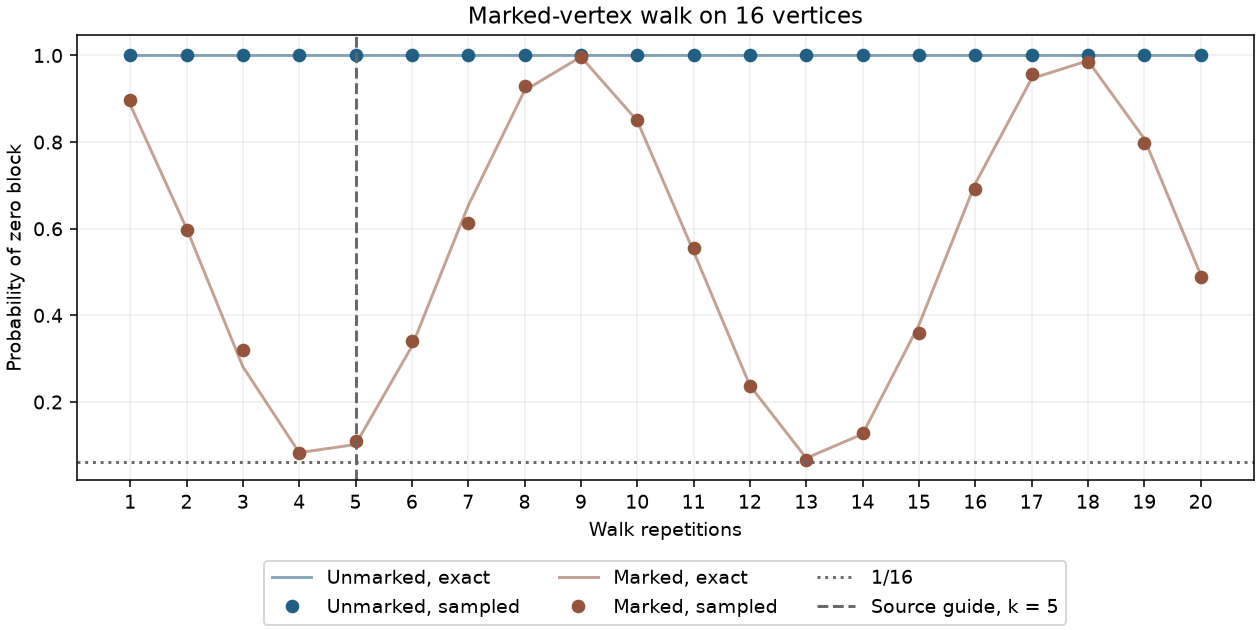 Marked-vertex walk on 16 vertices
Probability of zero block
1.0
0.8
0.6
0.4
0.2
1 2 3 4 5 6 7 8 9 10 11 12 13 14 15 16 17 18 19 20
Walk repetitions
Unmarked, exact
Unmarked, sampled
Marked, exact
Marked, sampled
1/16
Source guide, k = 5